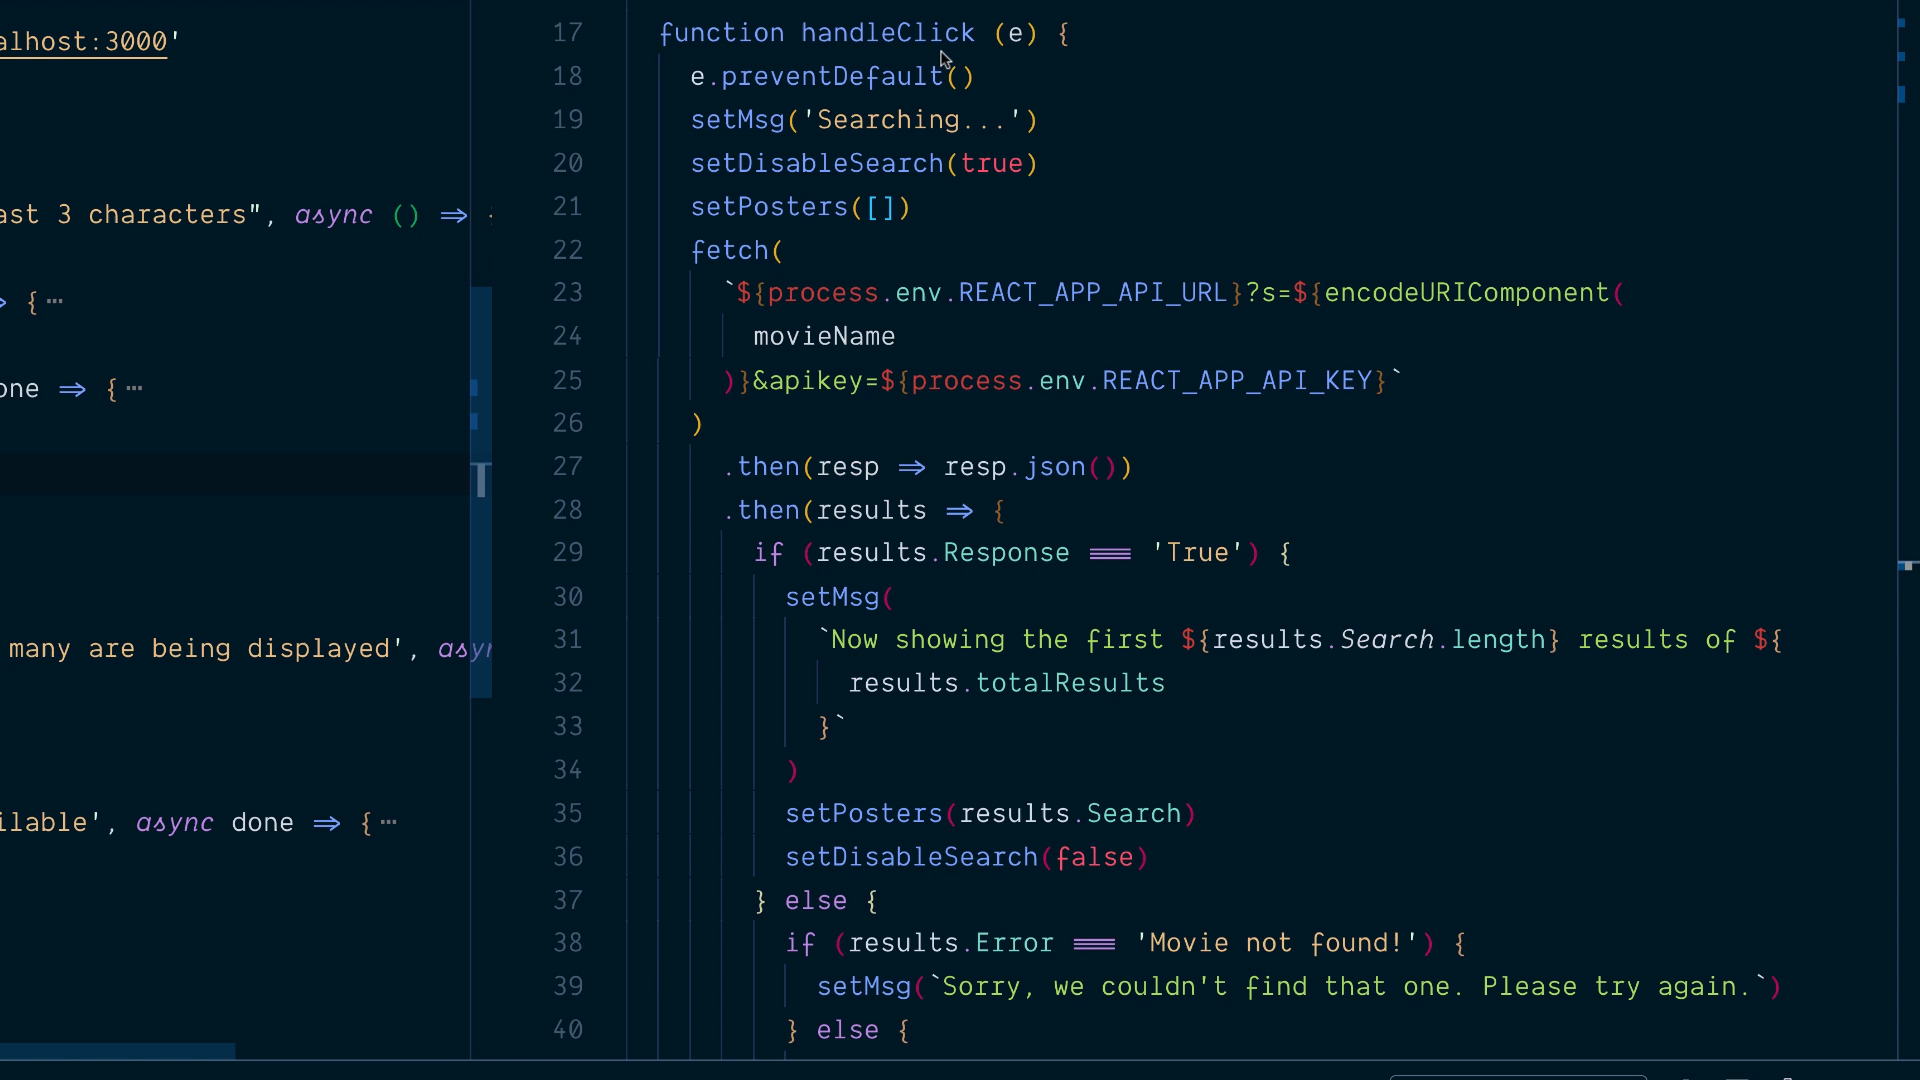 alhost:3000'
ast 3 characters", async () => {
=> {…
one => {…
many are being displayed', asyn
ilable', async done => {…
17 function handleClick (e) {
18 e.preventDefault()
19 setMsg('Searching...')
20 setDisableSearch(true)
21 setPosters([])
22 fetch(
23 `${process.env.REACT_APP_API_URL}?s=${encodeURIComponent(
24 movieName
25 )}&apikey=${process.env.REACT_APP_API_KEY}`
26 )
27 .then(resp => resp.json())
28 .then(results => {
29 if (results.Response === 'True') {
30 setMsg(
31 `Now showing the first ${results.Search.length} results of ${
32 results.totalResults
33 }`
34 )
35 setPosters(results.Search)
36 setDisableSearch(false)
37 } else {
38 if (results.Error === 'Movie not found!') {
39 setMsg(`Sorry, we couldn't find that one. Please try again.`)
40 } else {